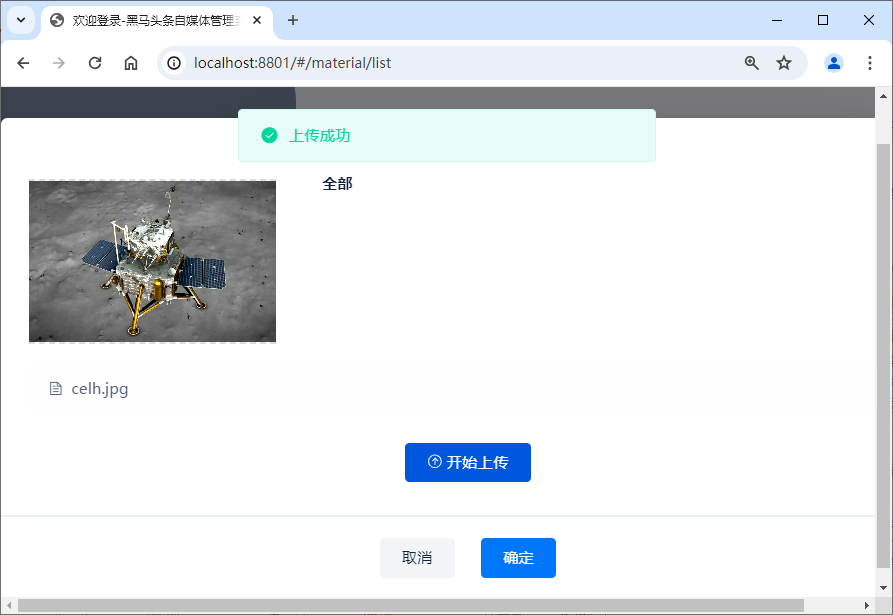 欢迎登录-黑马头条自媒体管理
localhost:8801/#/material/list
上传成功
全部
celh.jpg
开始上传
取消
确定